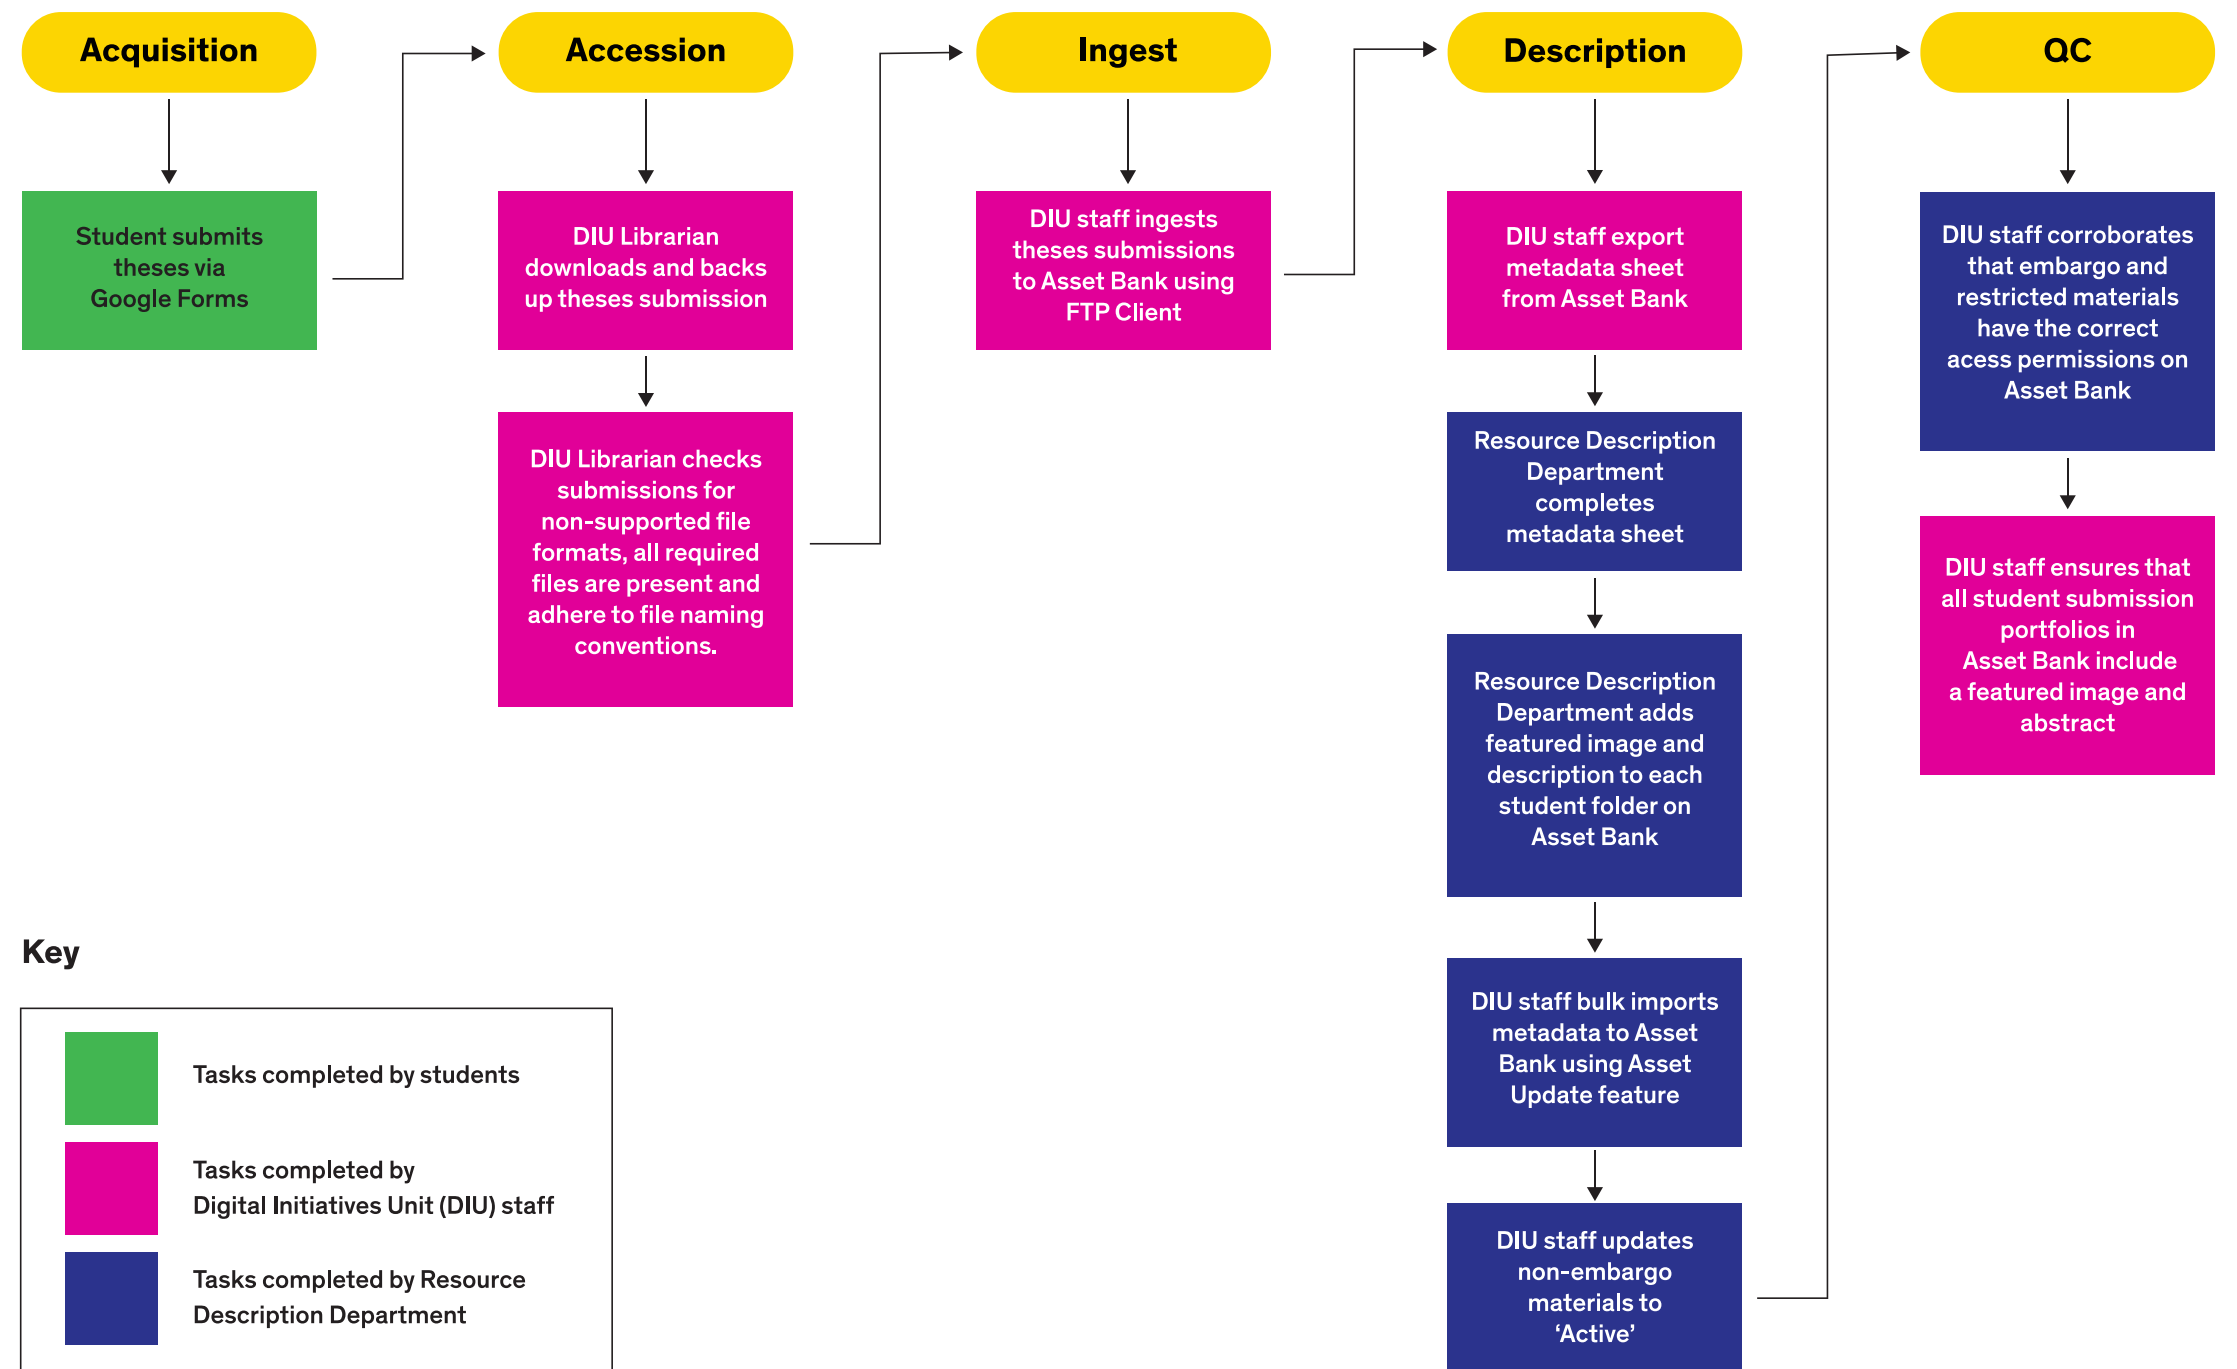 Acquisition
Student submits
theses via
Google Forms
Accession
DIU Librarian
downloads and backs
up theses submission
DIU Librarian checks
submissions for
non-supported file
formats, all required
files are present and
adhere to file naming
conventions.
Ingest
DIU staff ingests
theses submissions
to Asset Bank using
FTP Client
Description
DIU staff export
metadata sheet
from Asset Bank
Resource Description
Department
completes
metadata sheet
Resource Description
Department adds
featured image and
description to each
student folder on
Asset Bank
DIU staff bulk imports
metadata to Asset
Bank using Asset
Update feature
DIU staff updates
non-embargo
materials to
‘Active’
QC
DIU staff corroborates
that embargo and
restricted materials
have the correct
acess permissions on
Asset Bank
DIU staff ensures that
all student submission
portfolios in
Asset Bank include
a featured image and
abstract
Key
Tasks completed by students
Tasks completed by
Digital Initiatives Unit (DIU) staff
Tasks completed by Resource
Description Department